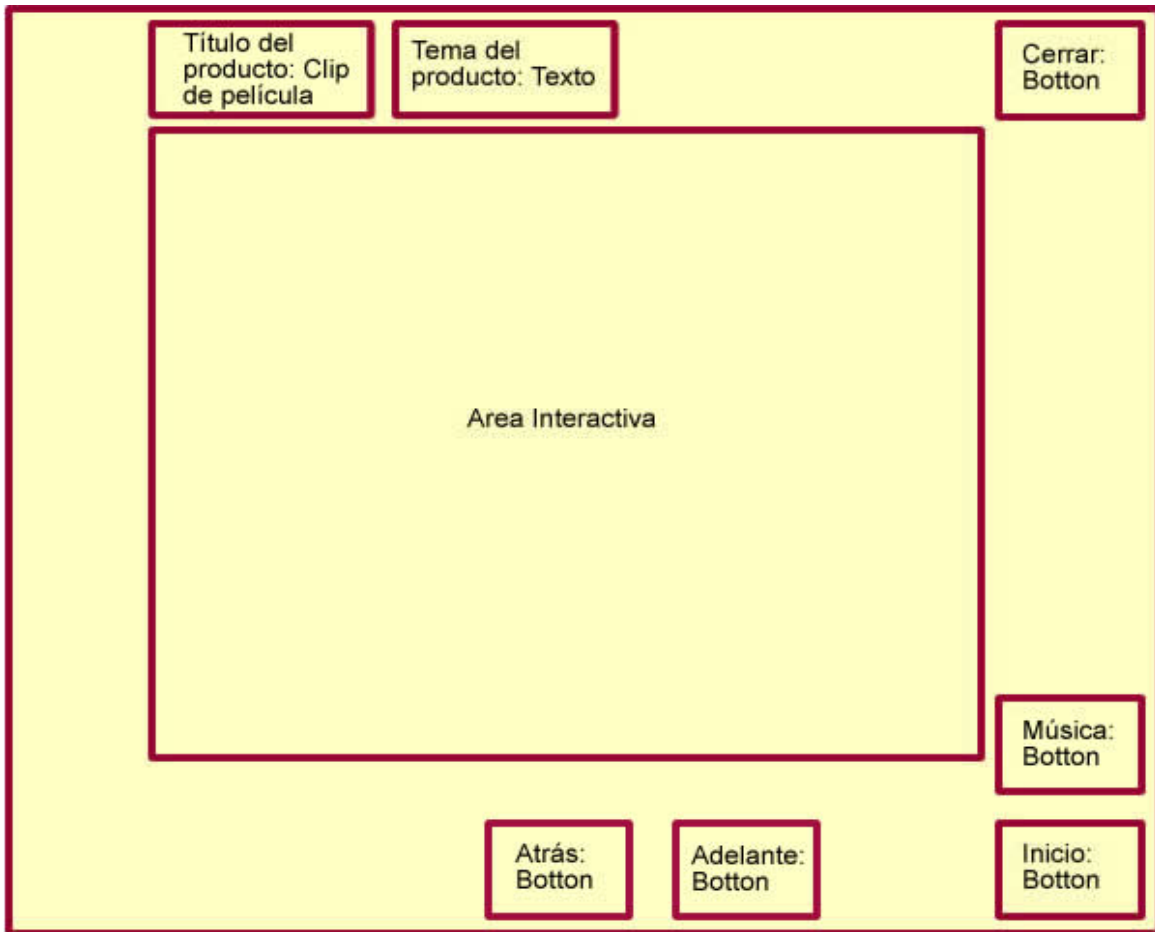 Título del
producto: Clip
de película
Tema del
producto: Texto
Cerrar:
Botton
Area Interactiva
Música:
Botton
Atrás:
Botton
Adelante:
Botton
Inicio:
Botton